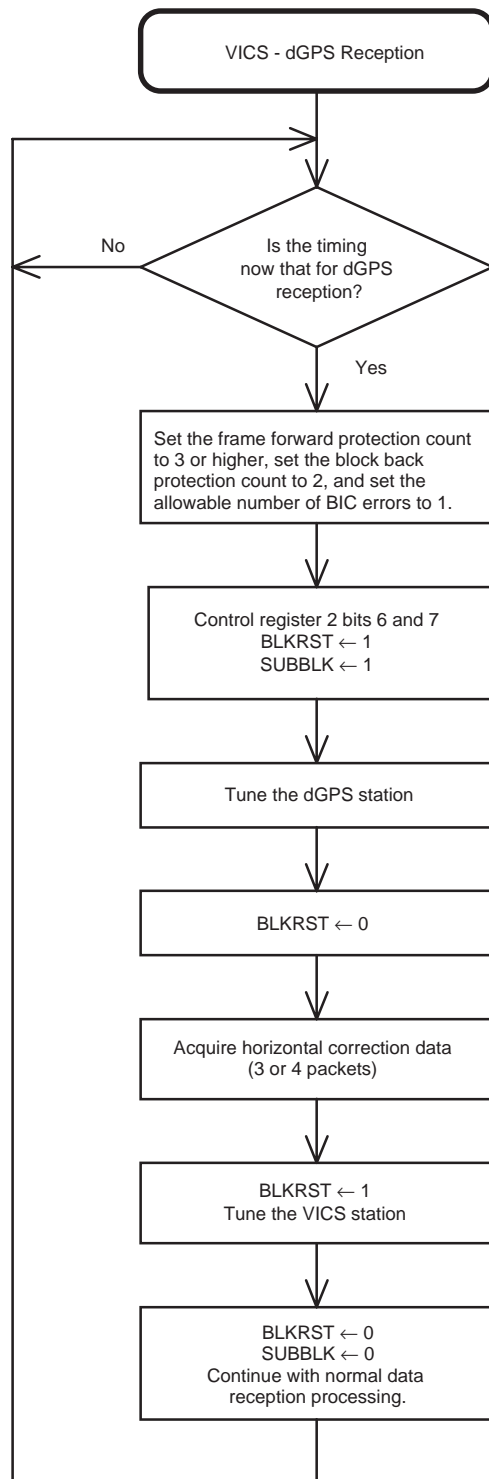 VICS - dGPS Reception
No
Is the timing
now that for dGPS
reception?
Yes
Set the frame forward protection count
to 3 or higher, set the block back
protection count to 2, and set the
allowable number of BIC errors to 1.
Control register 2 bits 6 and 7
BLKRST ← 1
SUBBLK ← 1
Tune the dGPS station
BLKRST ← 0
Acquire horizontal correction data
(3 or 4 packets)
BLKRST ← 1
Tune the VICS station
BLKRST ← 0
SUBBLK ← 0
Continue with normal data
reception processing.